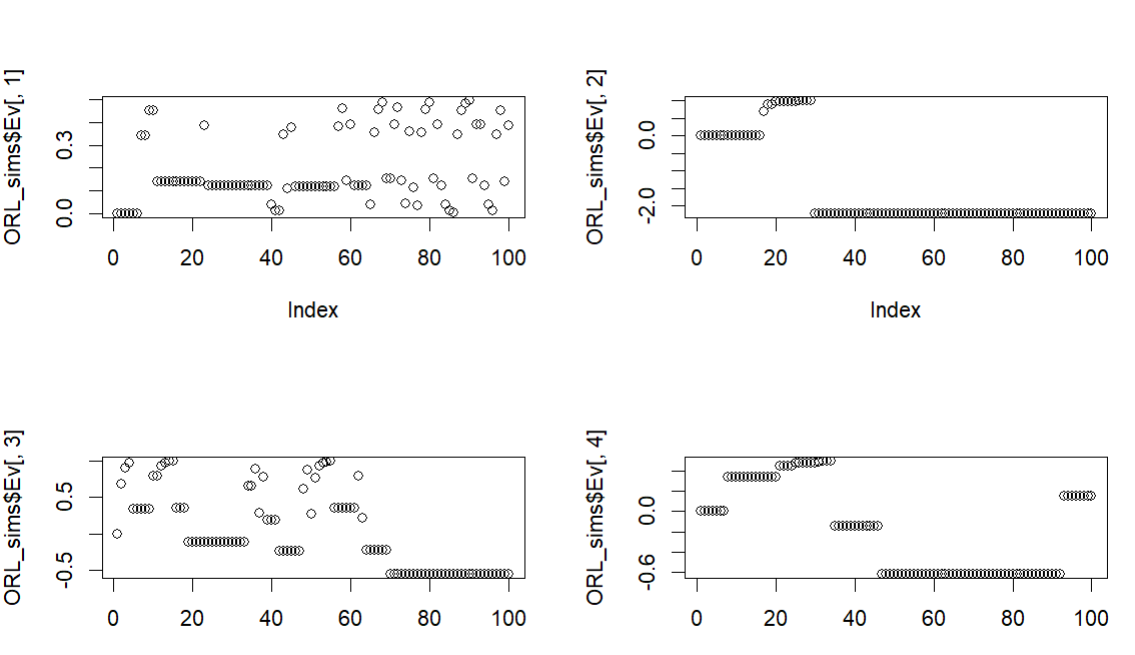 ORL_sims$Ev[, 1]
0.0 0.3
0 20 40 60 80 100
Index
ORL_sims$Ev[, 2]
-2.0 0.0
0 20 40 60 80 100
Index
ORL_sims$Ev[, 3]
-0.5 0.5
0 20 40 60 80 100
ORL_sims$Ev[, 4]
-0.6 0.0
0 20 40 60 80 100